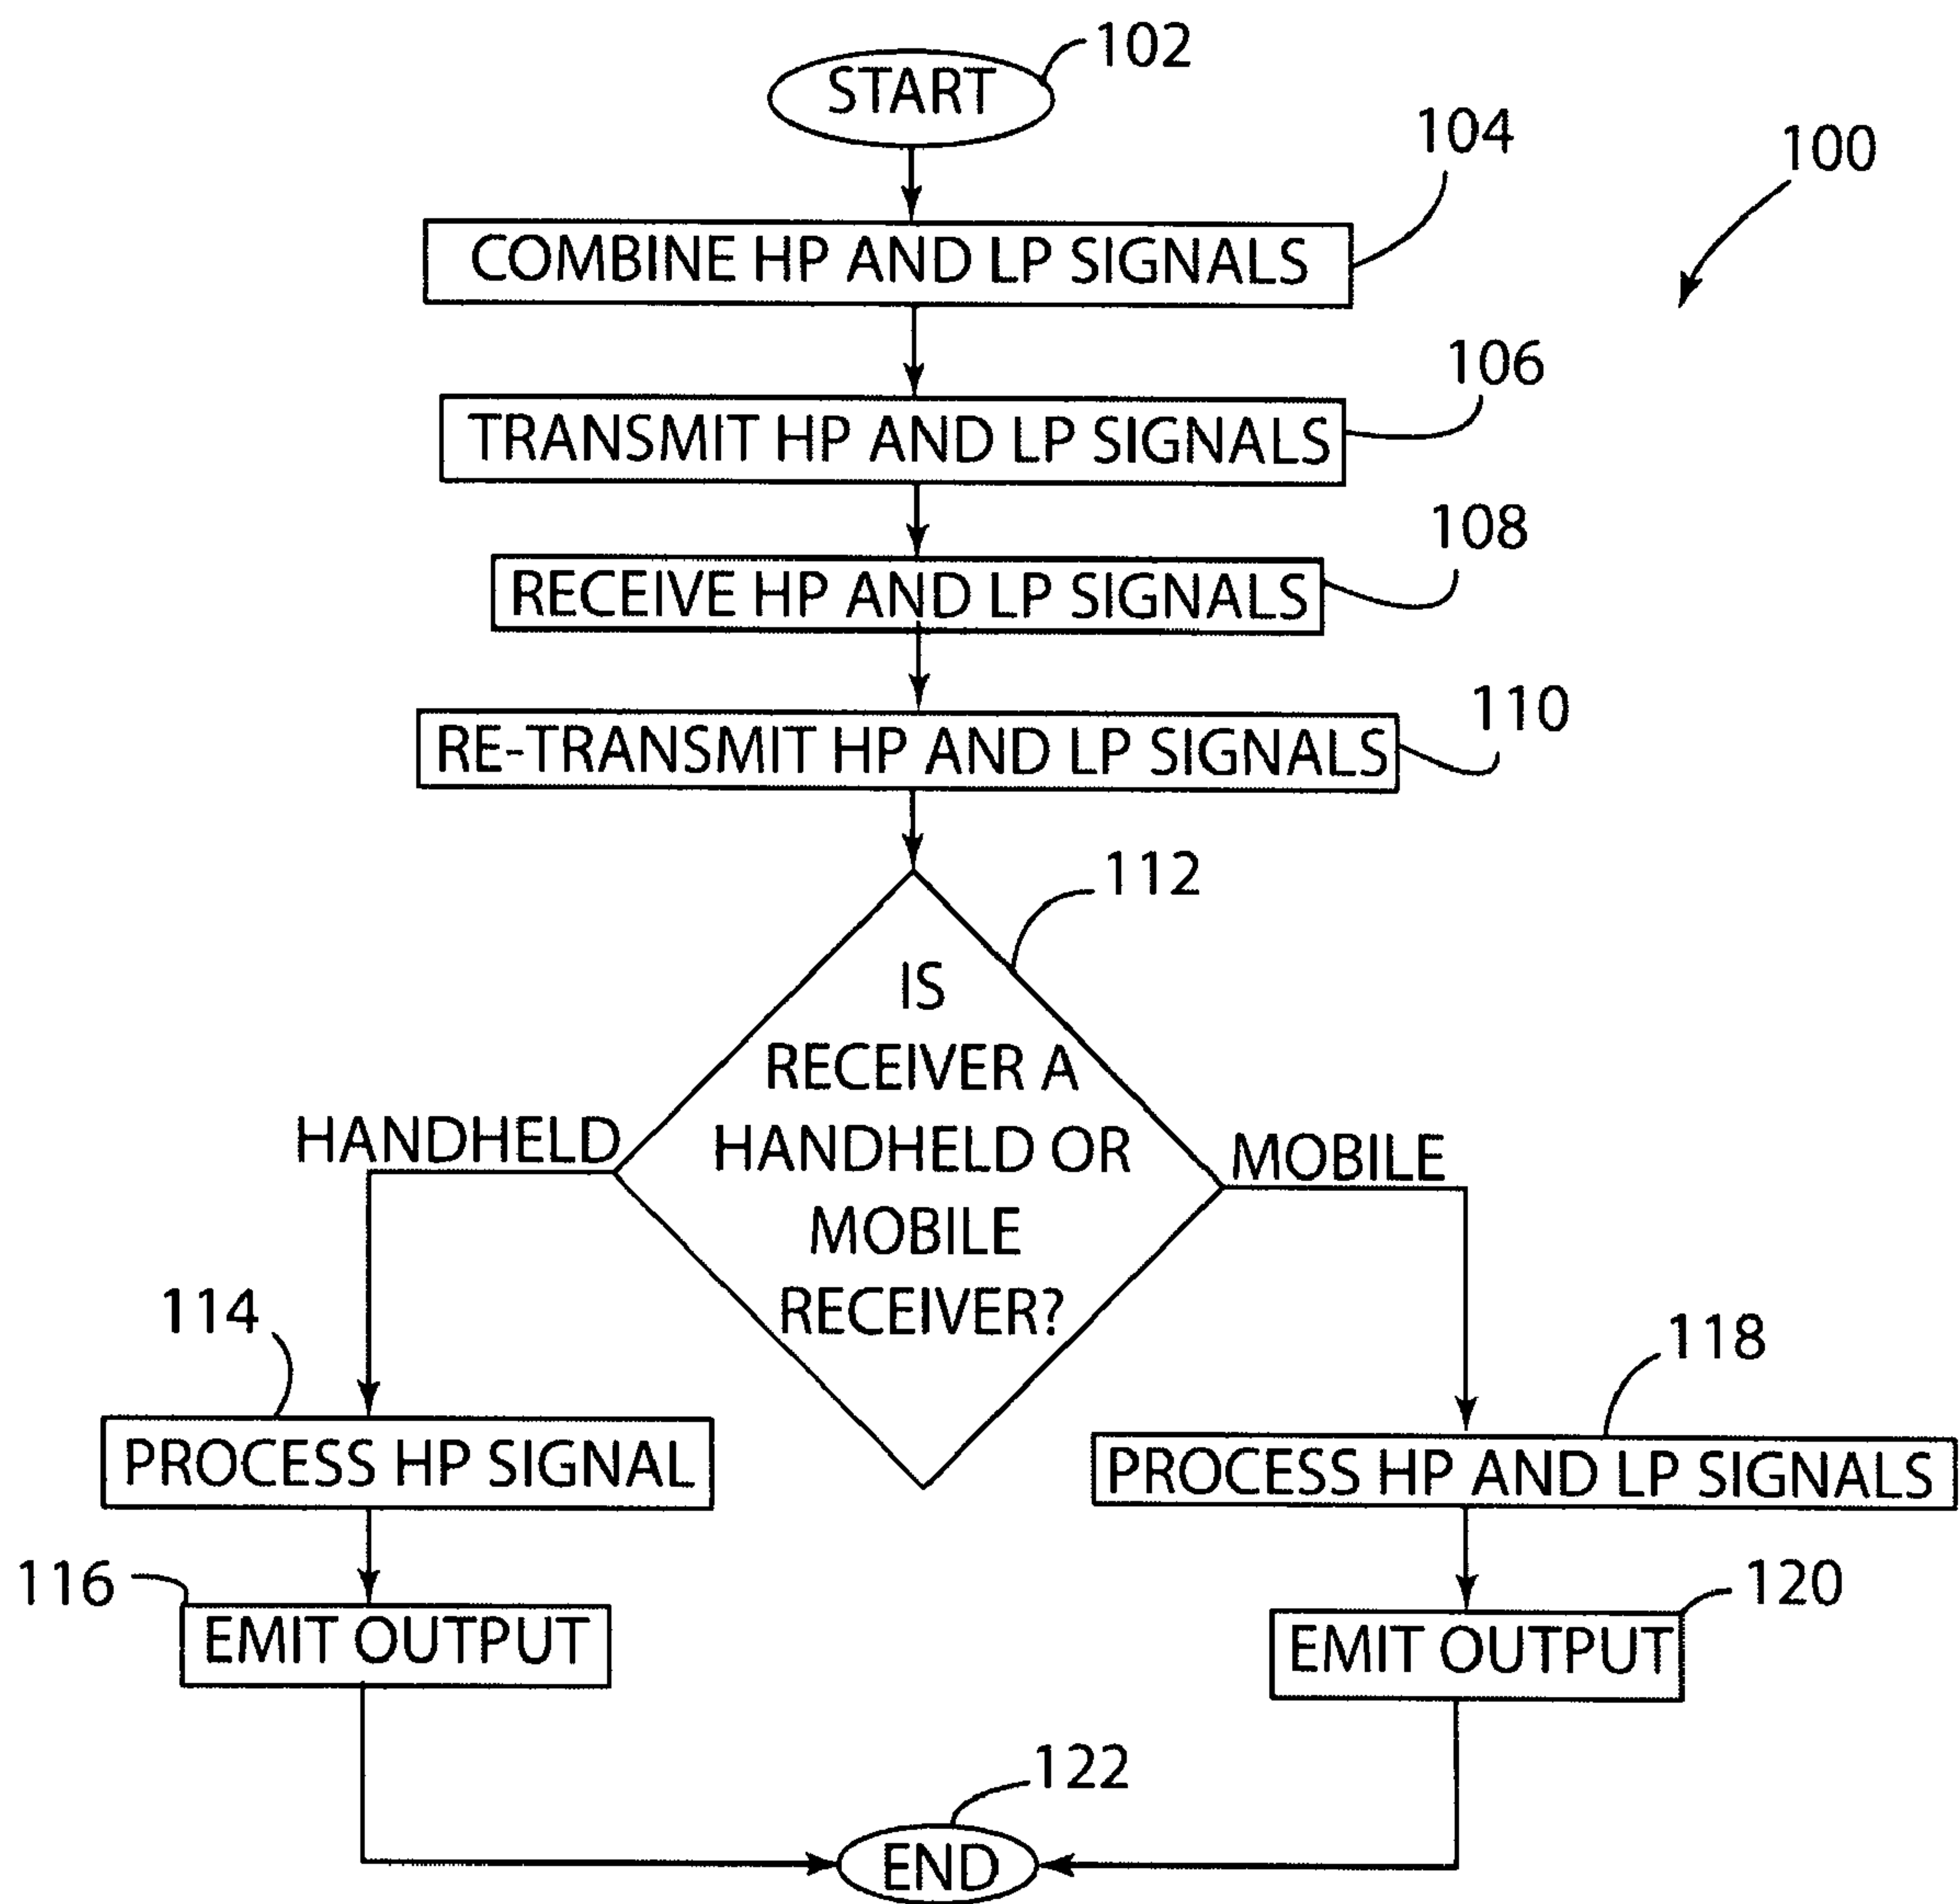 102
START
104
100
COMBINE HP AND LP SIGNALS
106
TRANSMIT HP AND LP SIGNALS
108
RECEIVE HP AND LP SIGNALS
110
RE-TRANSMIT HP AND LP SIGNALS
112
IS
RECEIVER A
HANDHELD OR
MOBILE
RECEIVER?
HANDHELD
MOBILE
114
118
PROCESS HP SIGNAL
PROCESS HP AND LP SIGNALS
116
120
EMIT OUTPUT
EMIT OUTPUT
122
END